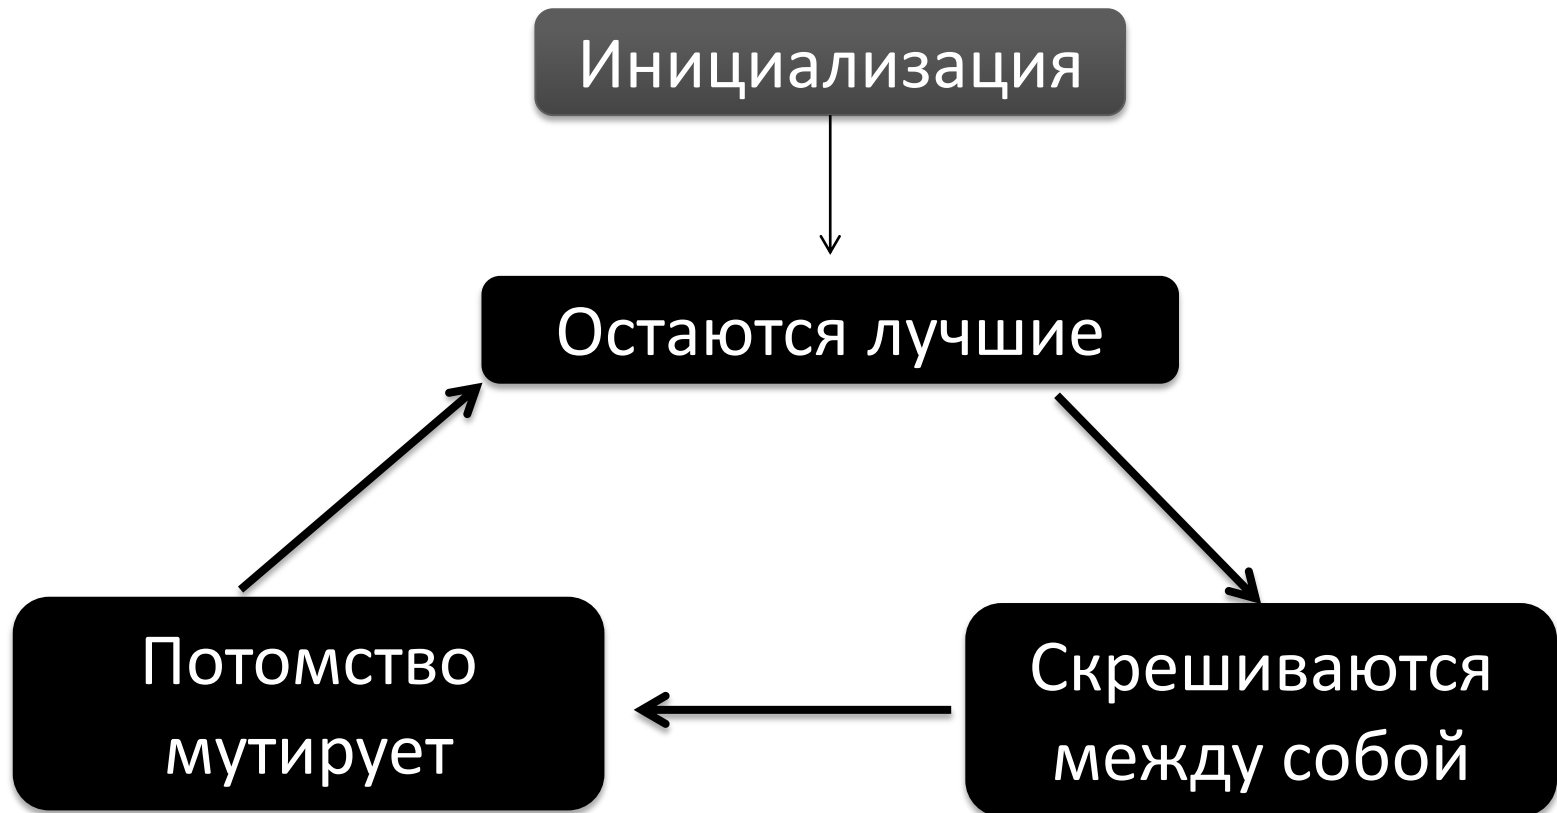 Инициализация
Остаются лучшие
Потомство
мутирует
Скрешиваются
между собой